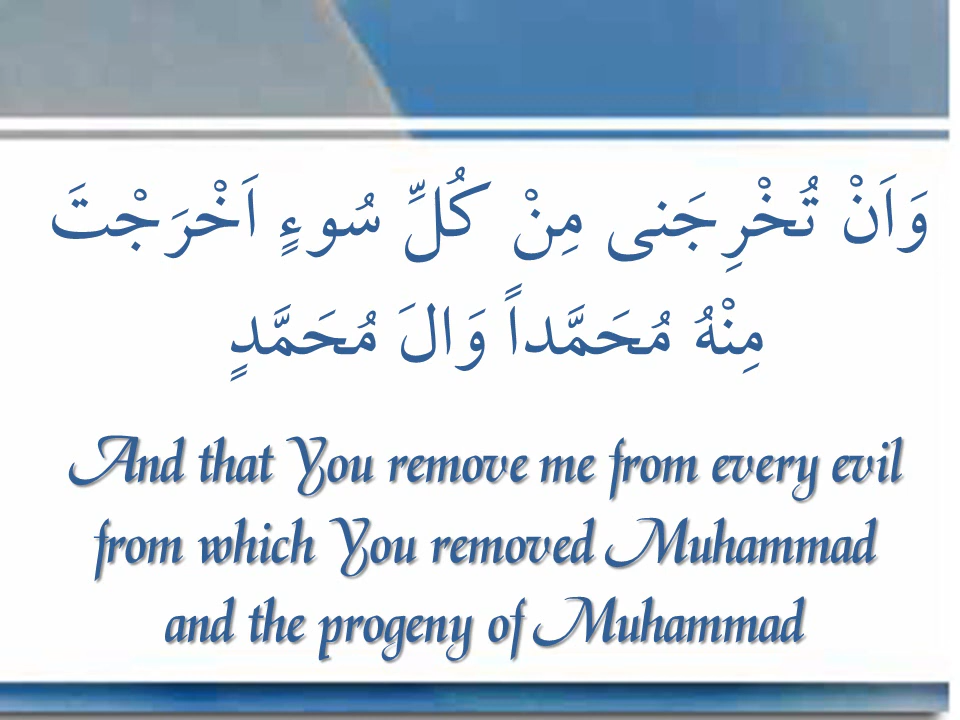 وَاَنْ تُخْرِجَنى مِنْ كُلِّ سُوءٍ اَخْرَجْتَ
مِنْهُ مُحَمَّداً وَالَ مُحَمَّدٍ
And that You remove me from every evil
from which You removed Muhammad
and the progeny of Muhammad